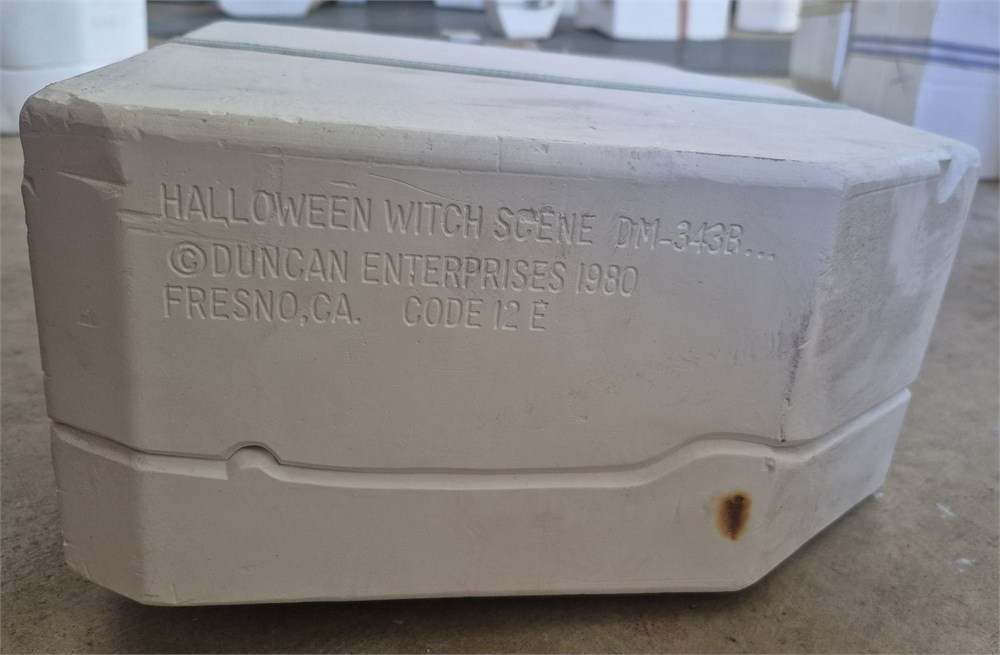 HALLOWEEN WITCH SCENE DM-343B...
©DUNCAN ENTERPRISES 1980
FRESNO,CA. CODE 12 E